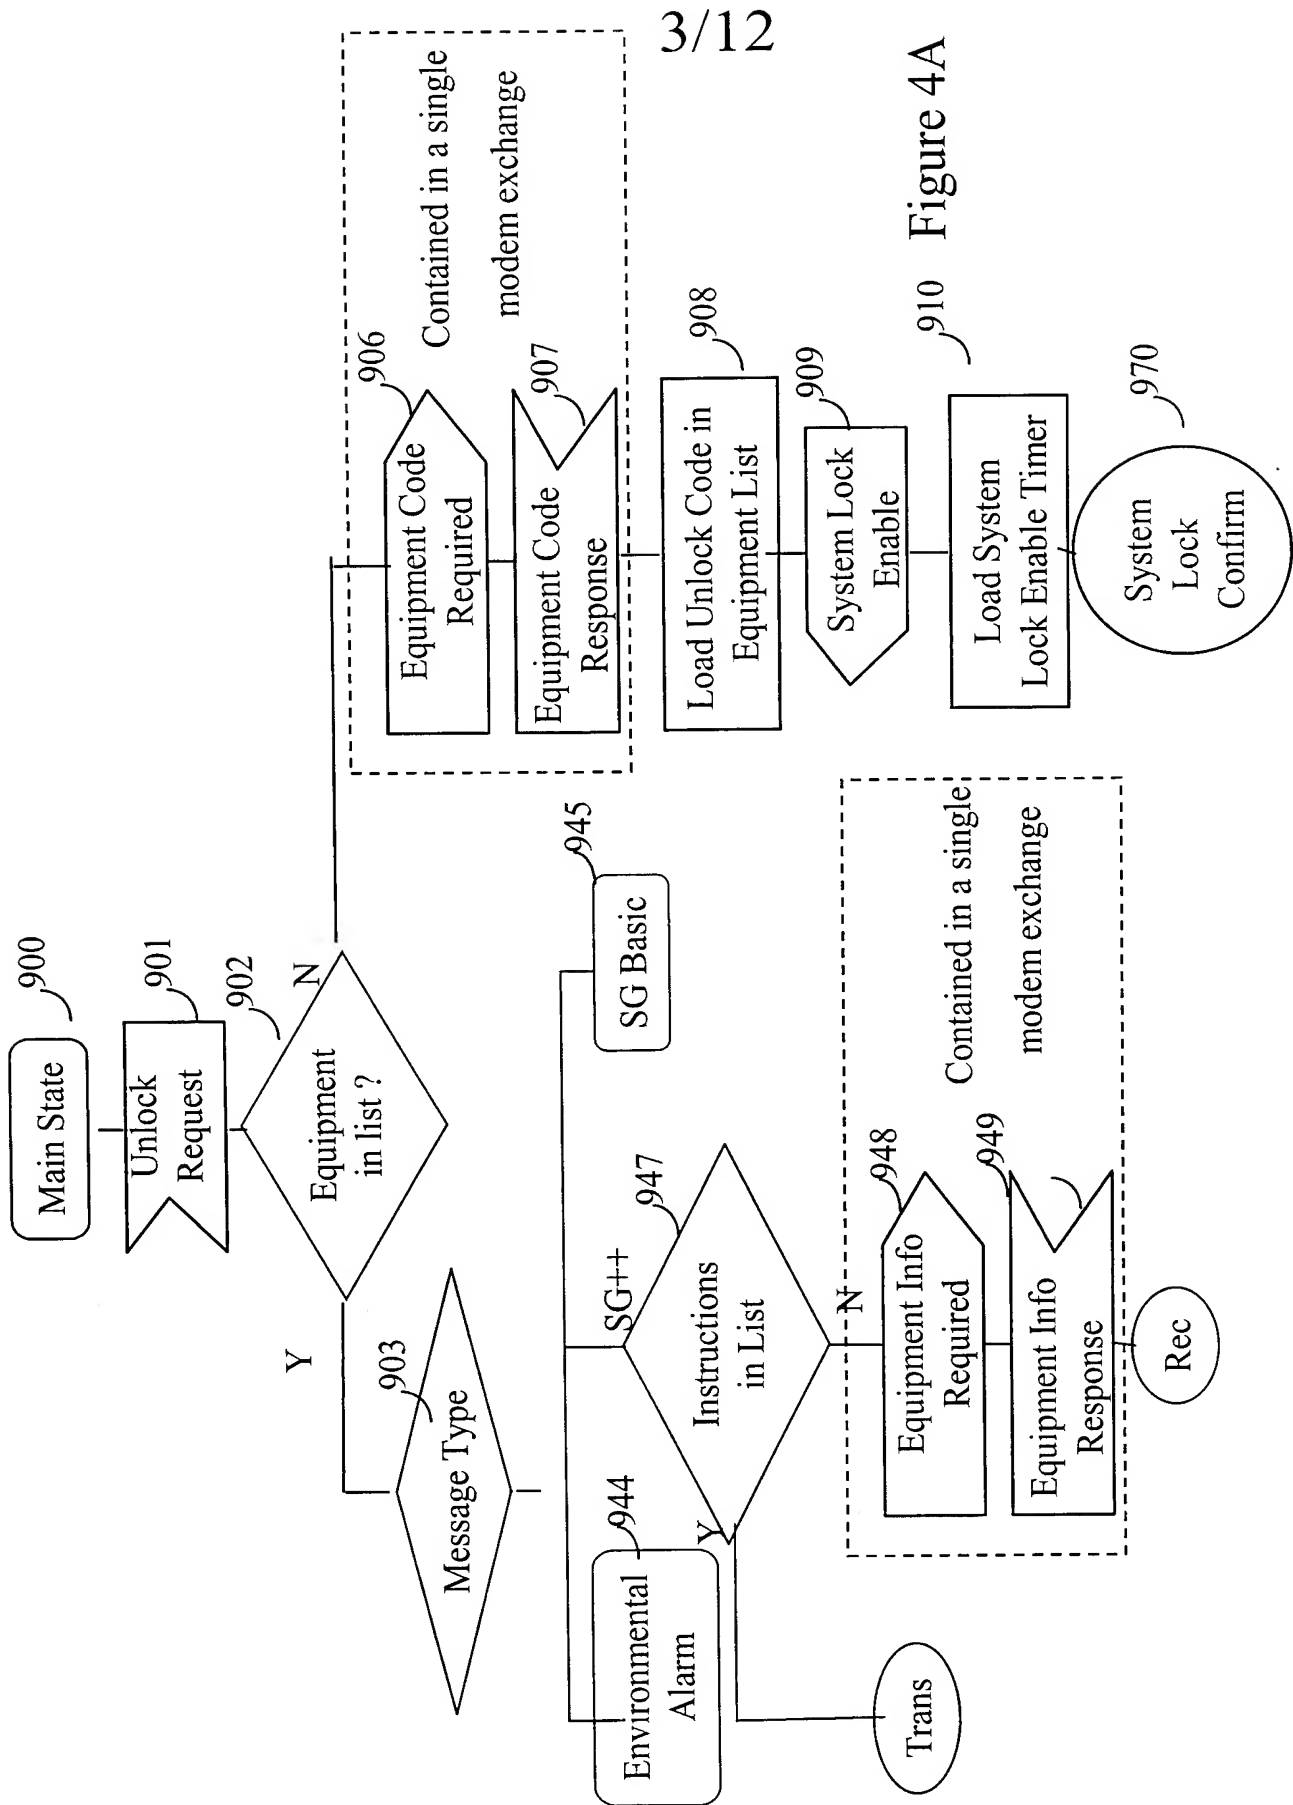 3/12
Main State
900
Unlock
Request
901
Equipment
in list ?
902
Y
N
Message Type
903
Environmental
Alarm
944
SG++
SG Basic
945
Instructions
in List
947
Y
N
Trans
Equipment Info
Required
948
Equipment Info
Response
949
Contained in a single
modem exchange
Rec
Equipment Code
Required
906
Equipment Code
Response
907
Contained in a single
modem exchange
Load Unlock Code in
Equipment List
908
System Lock
Enable
909
Load System
Lock Enable Timer
910
System
Lock
Confirm
970
Figure 4A